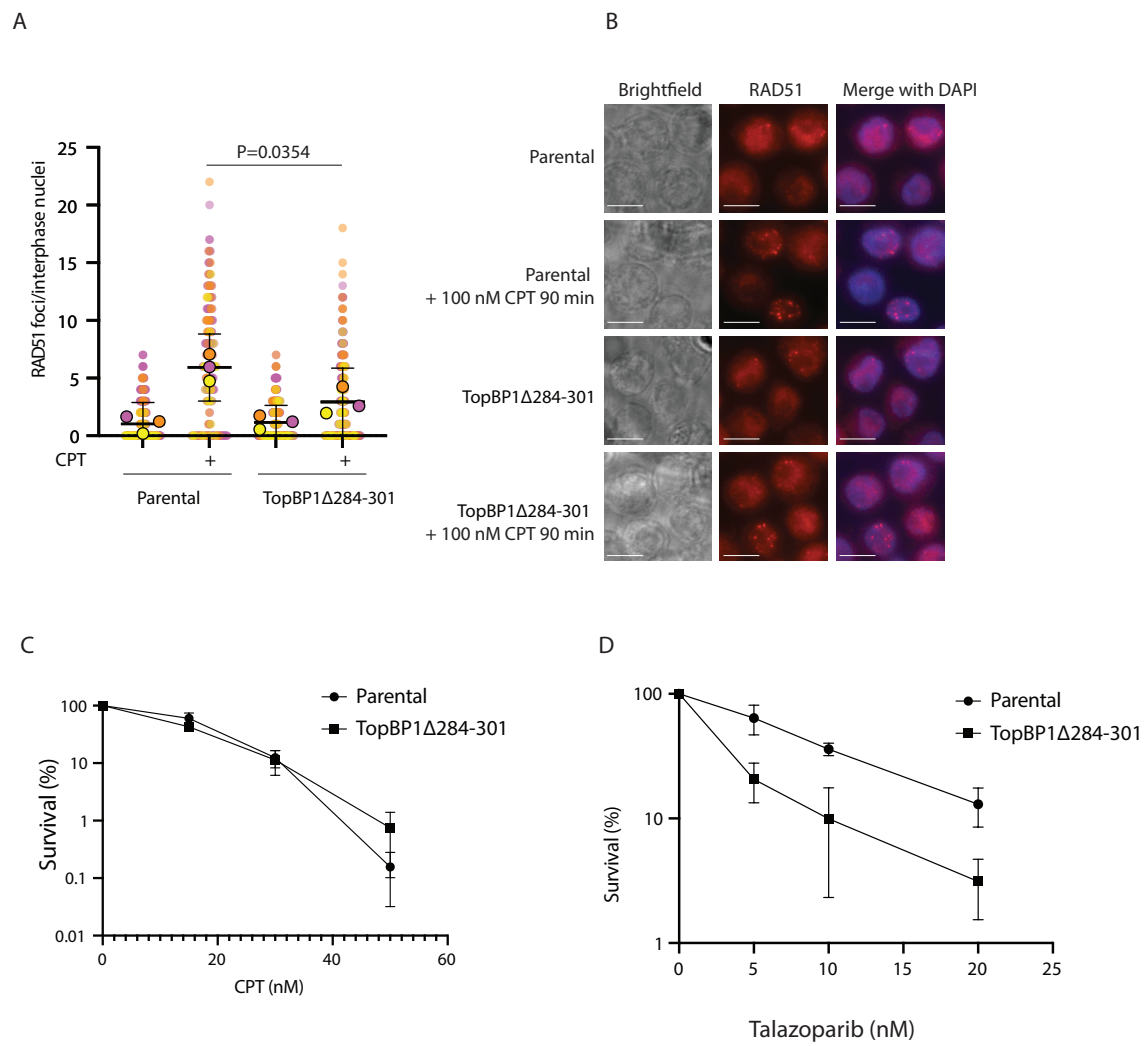 A
P=0.0354
RAD51 foci/interphase nuclei
25
20
15
10
5
0
CPT
+
+
Parental
TopBP1Δ284-301
B
Brightfield RAD51 Merge with DAPI
Parental
Parental
+ 100 nM CPT 90 min
TopBP1Δ284-301
TopBP1Δ284-301
+ 100 nM CPT 90 min
C
Parental
TopBP1Δ284-301
Survival (%)
100
10
1
0.1
0.01
0 20 40 60
CPT (nM)
D
Parental
TopBP1Δ284-301
Survival (%)
100
10
1
0 5 10 15 20 25
Talazoparib (nM)